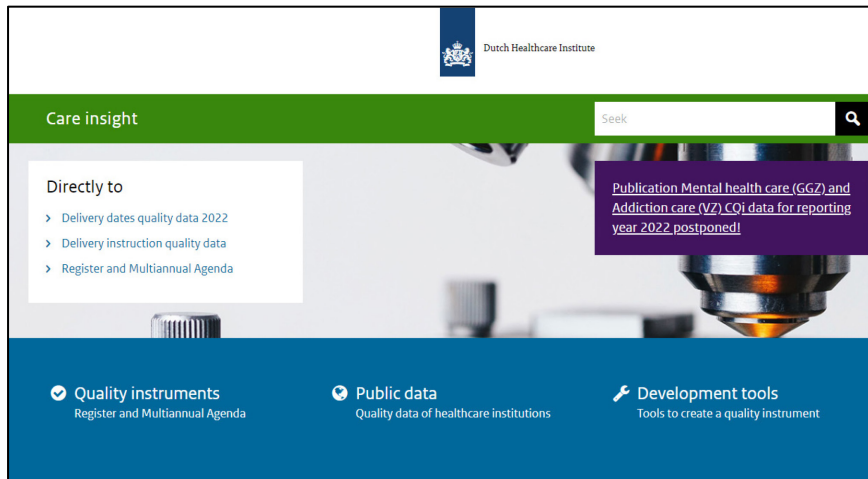 Dutch Healthcare Institute
Care insight
Seek
Directly to
Delivery dates quality data 2022
Delivery instruction quality data
Register and Multiannual Agenda
Publication Mental health care (GGZ) and
Addiction care (VZ) CQi data for reporting
year 2022 postponed!
Quality instruments
Register and Multiannual Agenda
Public data
Quality data of healthcare institutions
Development tools
Tools to create a quality instrument